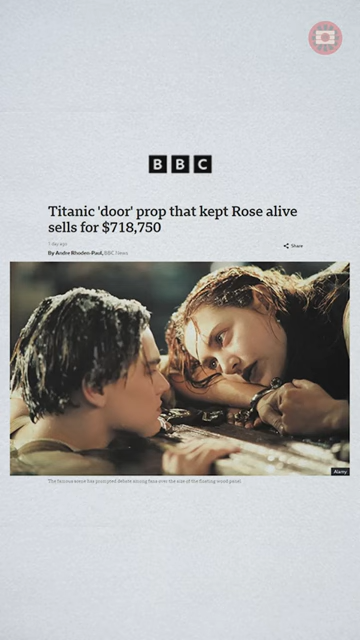 BBC
Titanic 'door' prop that kept Rose alive
sells for $718,750
1 day ago
Share
By Andre Rhoden-Paul, BBC News
Alamy
The famous scene has prompted debate among fans over the size of the floating wood panel